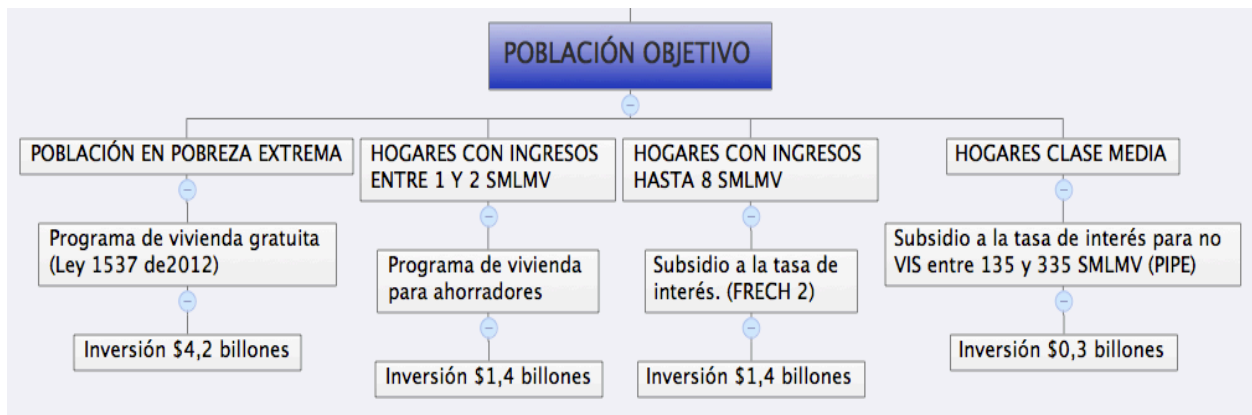 POBLACIÓN OBJETIVO
POBLACIÓN EN POBREZA EXTREMA
Programa de vivienda gratuita
(Ley 1537 de2012)
Inversión $4,2 billones
HOGARES CON INGRESOS
ENTRE 1 Y 2 SMLMV
Programa de vivienda
para ahorradores
Inversión $1,4 billones
HOGARES CON INGRESOS
HASTA 8 SMLMV
Subsidio a la tasa de
interés. (FRECH 2)
Inversión $1,4 billones
HOGARES CLASE MEDIA
Subsidio a la tasa de interés para no
VIS entre 135 y 335 SMLMV (PIPE)
Inversión $0,3 billones